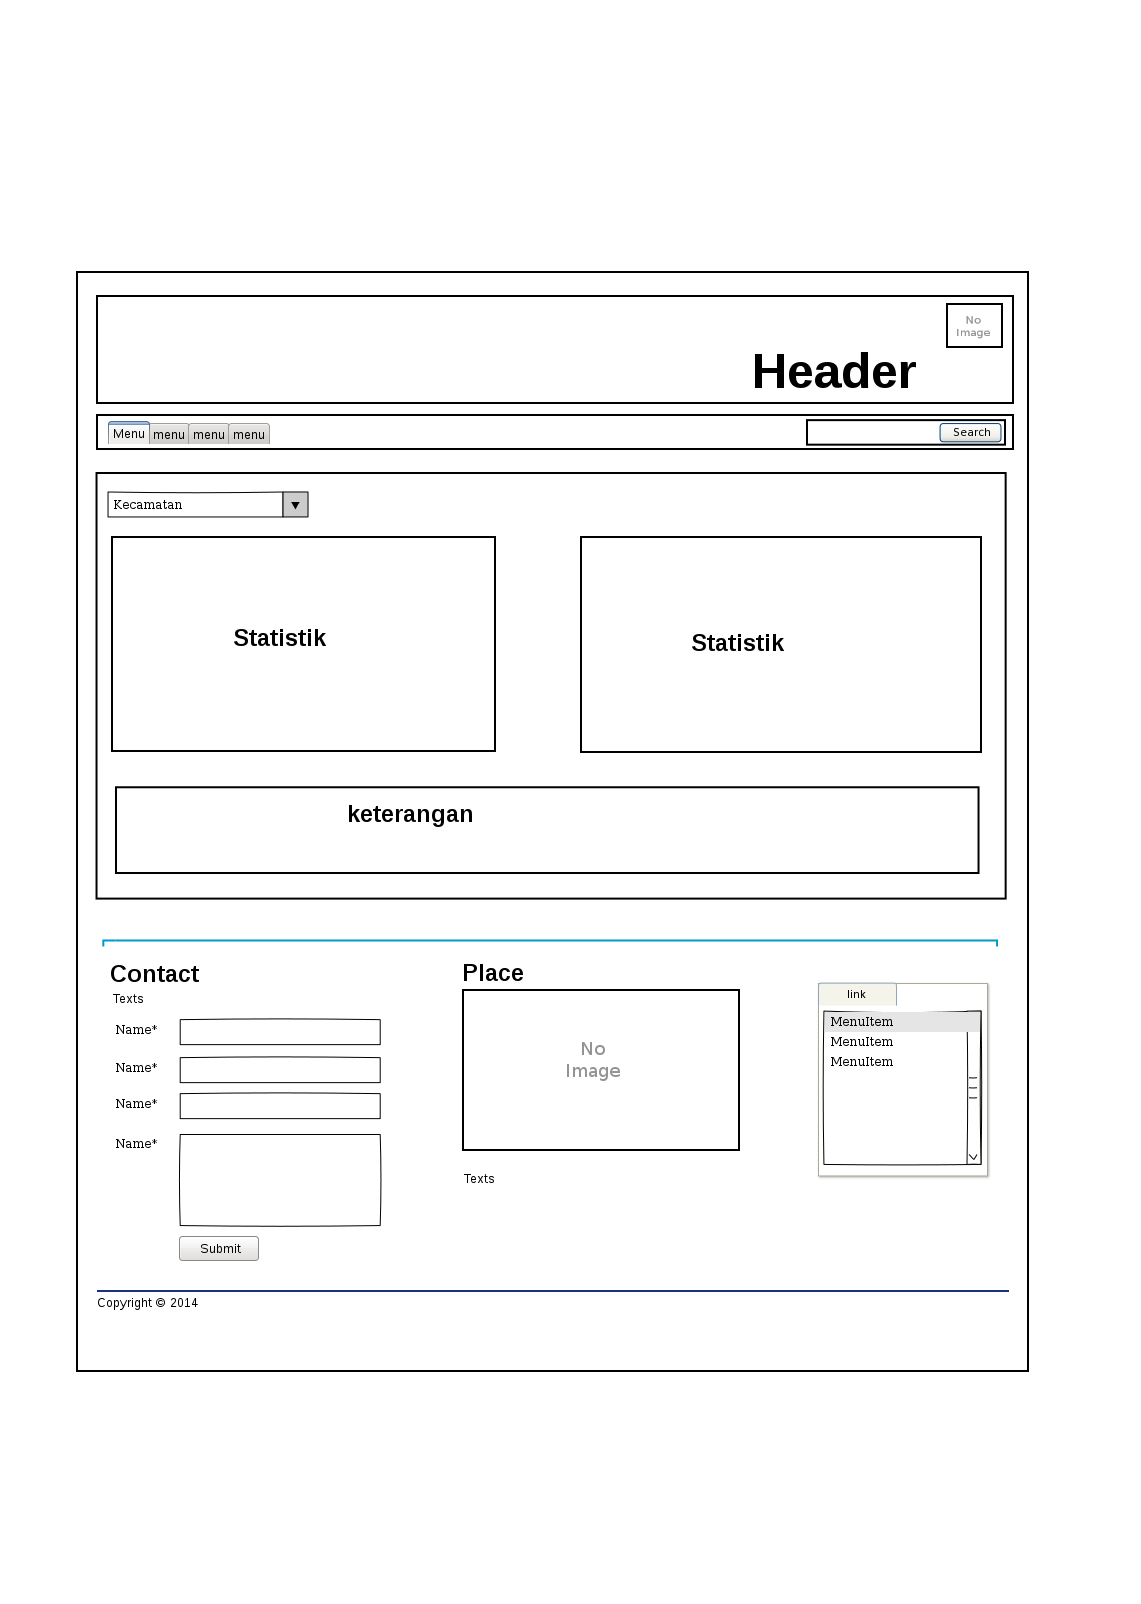 No
Image
Header
Menu menu menu menu
Search
Kecamatan
Statistik
Statistik
keterangan
Contact
Texts
Name*
Name*
Name*
Name*
Submit
Place
No
Image
Texts
link
MenuItem
MenuItem
MenuItem
Copyright © 2014